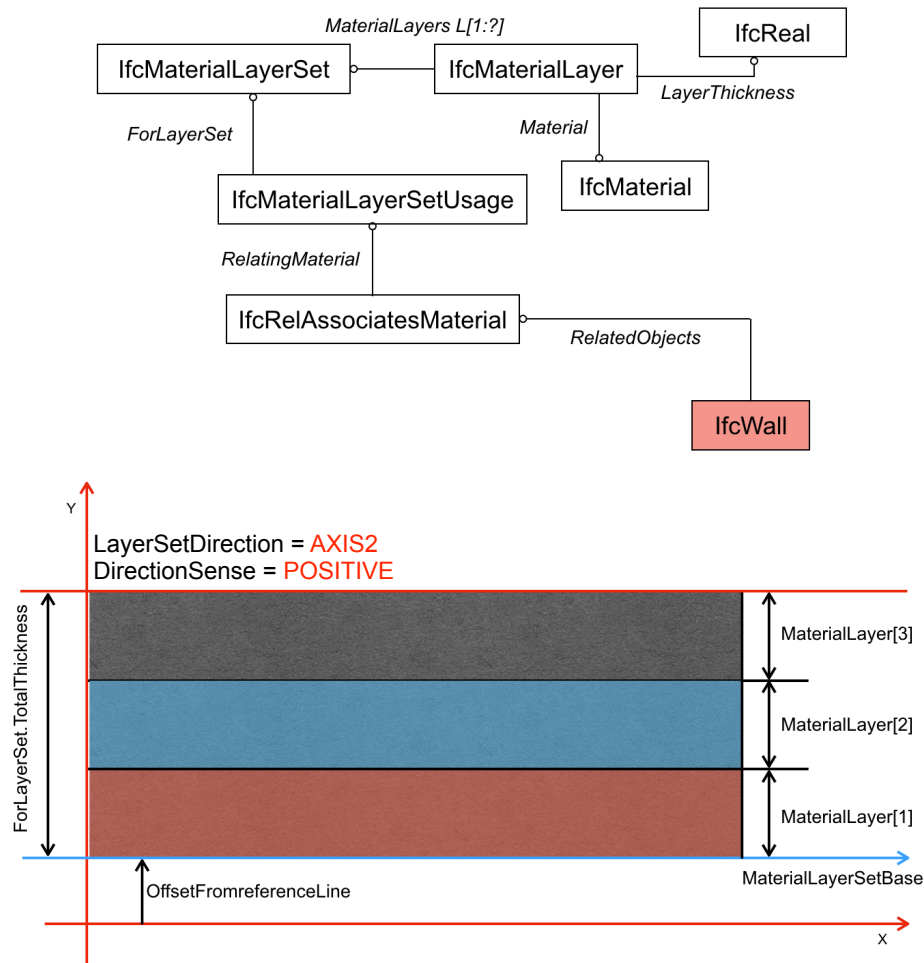 MaterialLayers L[1:?]
IfcReal
IfcMaterialLayerSet
IfcMaterialLayer
LayerThickness
ForLayerSet
Material
IfcMaterial
IfcMaterialLayerSetUsage
RelatingMaterial
IfcRelAssociatesMaterial
RelatedObjects
IfcWall
Y
LayerSetDirection = AXIS2
DirectionSense = POSITIVE
ForLayerSet.TotalThickness
MaterialLayer[3]
MaterialLayer[2]
MaterialLayer[1]
MaterialLayerSetBase
OffsetFromreferenceLine
X